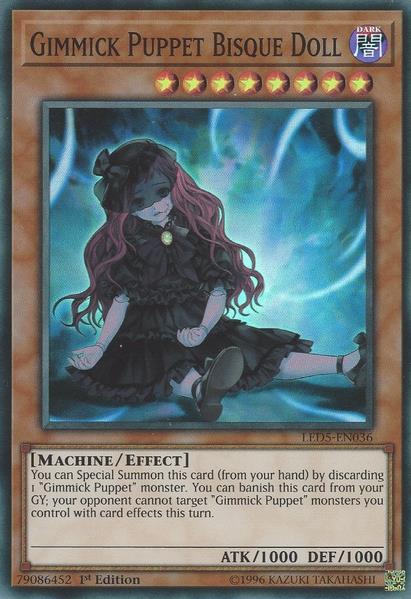 GIMMICK PUPPET BISQUE DOLL
DARK
闇
LED5-EN036
[MACHINE/EFFECT]
You can Special Summon this card (from your hand) by discarding
1 "Gimmick Puppet" monster. You can banish this card from your
GY; your opponent cannot target "Gimmick Puppet" monsters you
control with card effects this turn.
ATK/1000 DEF/1000
79086452 1st Edition ©1996 KAZUKI TAKAHASHI